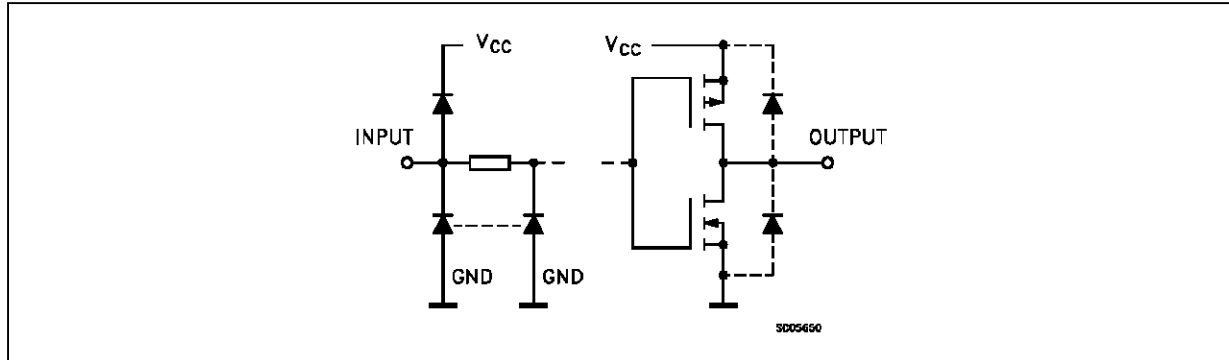 VCC
VCC
INPUT
OUTPUT
GND
GND
SC05650